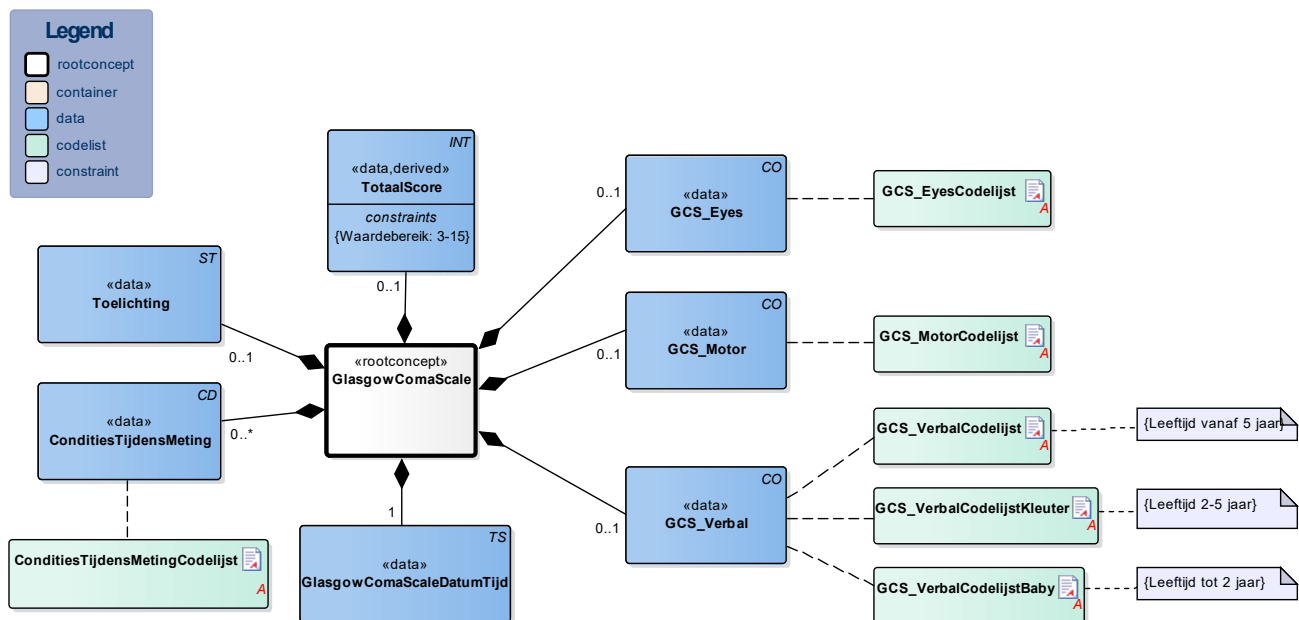 Legend
rootconcept
container
data
codelist
constraint
INT
«data,derived»
TotaalScore
constraints
{Waardebereik: 3-15}
0..1
ST
«data»
Toelichting
0..1
CD
«data»
ConditiesTijdensMeting
0..*
ConditiesTijdensMetingCodelijst
A
«rootconcept»
GlasgowComaScale
1
TS
«data»
GlasgowComaScaleDatumTijd
CO
«data»
GCS_Eyes
0..1
GCS_EyesCodelijst
A
CO
«data»
GCS_Motor
0..1
GCS_MotorCodelijst
A
CO
«data»
GCS_Verbal
0..1
GCS_VerbalCodelijst
A
{Leeftijd vanaf 5 jaar}
GCS_VerbalCodelijstKleuter
A
{Leeftijd 2-5 jaar}
GCS_VerbalCodelijstBaby
A
{Leeftijd tot 2 jaar}